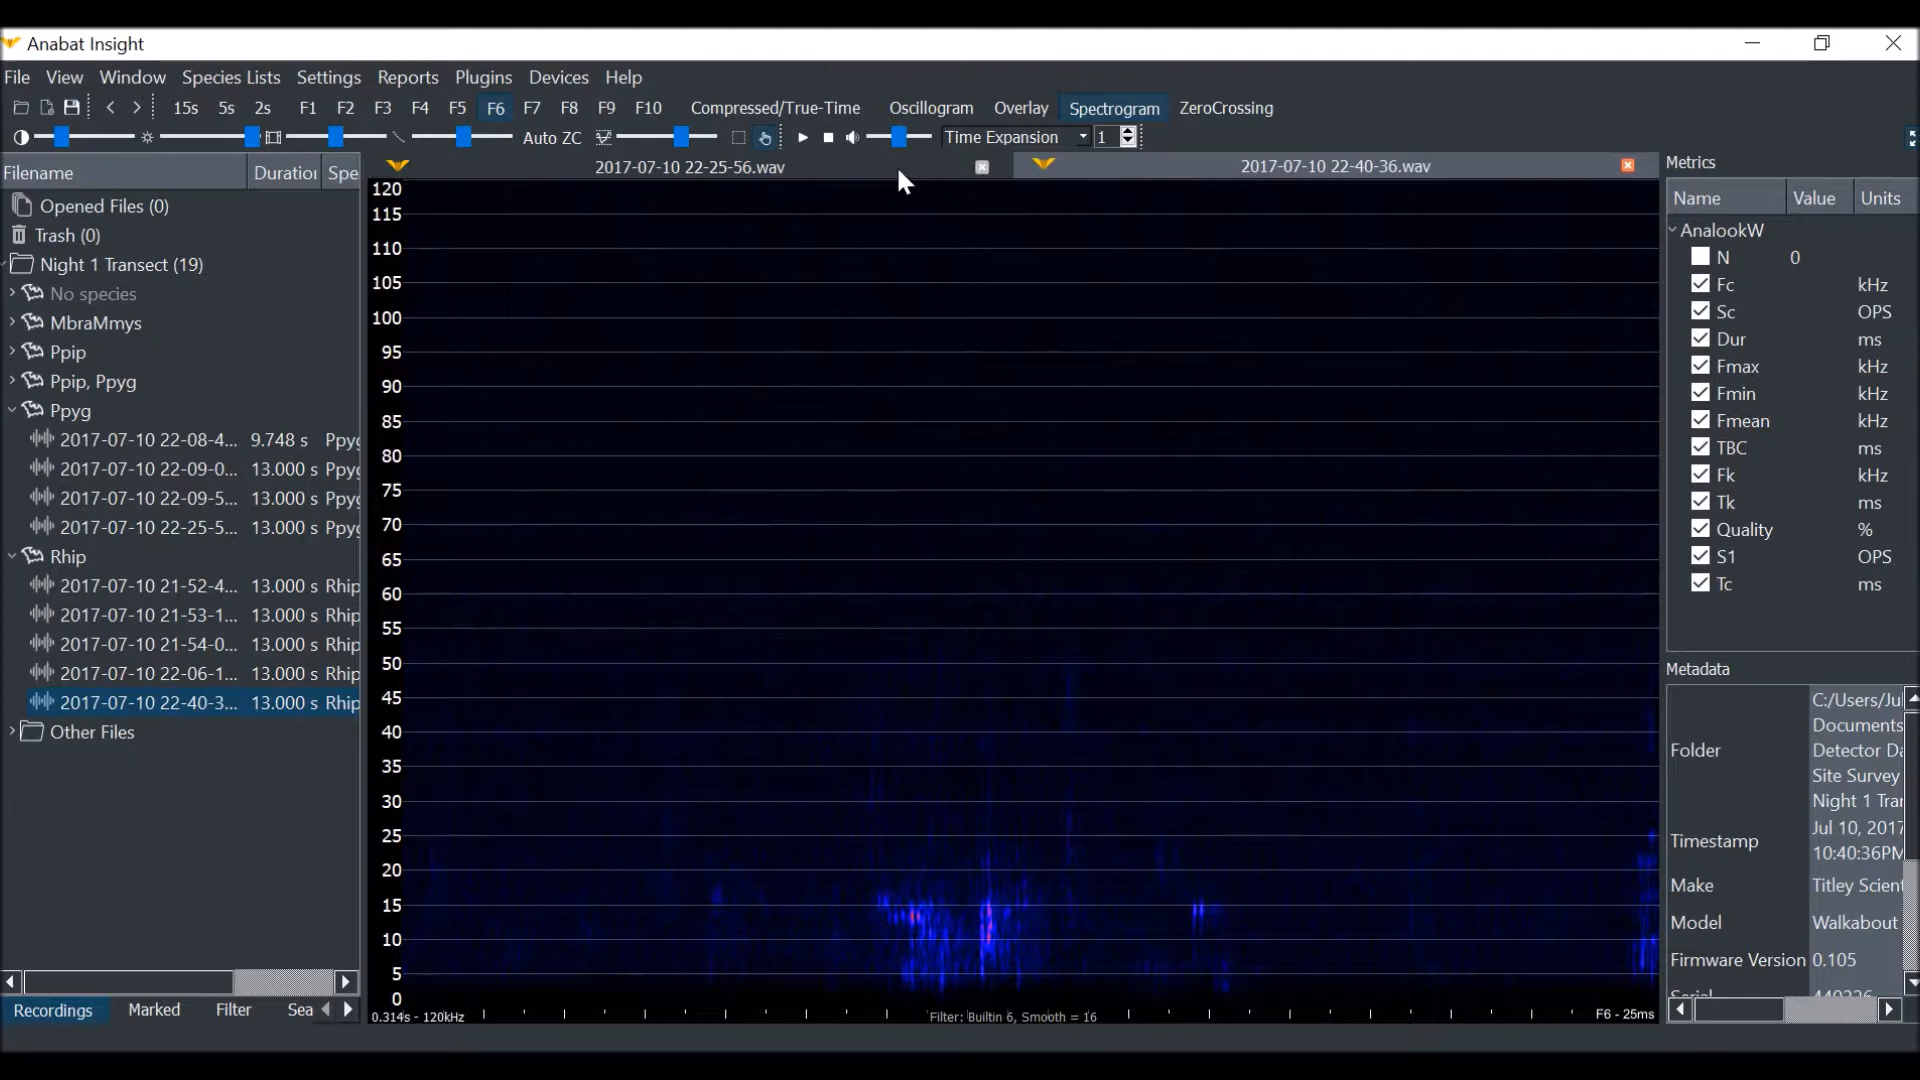 Anabat Insight
File View Window Species Lists Settings Reports Plugins Devices Help
15s 5s 2s F1 F2 F3 F4 F5 F6 F7 F8 F9 F10 Compressed/True-Time Oscillogram Overlay Spectrogram ZeroCrossing
Auto ZC Time Expansion 1
Filename Duratio Spe
Opened Files (0)
Trash (0)
Night 1 Transect (19)
No species
MbraMmys
Ppip
Ppip, Ppyg
Ppyg
2017-07-10 22-08-4... 9.748 s Ppyg
2017-07-10 22-09-0... 13.000 s Ppyg
2017-07-10 22-09-5... 13.000 s Ppyg
2017-07-10 22-25-5... 13.000 s Ppyg
Rhip
2017-07-10 21-52-4... 13.000 s Rhip
2017-07-10 21-53-1... 13.000 s Rhip
2017-07-10 21-54-0... 13.000 s Rhip
2017-07-10 22-06-1... 13.000 s Rhip
2017-07-10 22-40-3... 13.000 s Rhip
Other Files
Recordings Marked Filter Sea
2017-07-10 22-25-56.wav 2017-07-10 22-40-36.wav
120
115
110
105
100
95
90
85
80
75
70
65
60
55
50
45
40
35
30
25
20
15
10
5
0
0.314s - 120kHz Filter: Builtin 6, Smooth = 16 F6 - 25ms
Metrics
Name Value Units
AnalookW
N 0
Fc kHz
Sc OPS
Dur ms
Fmax kHz
Fmin kHz
Fmean kHz
TBC ms
Fk kHz
Tk ms
Quality %
S1 OPS
Tc ms
Metadata
Folder C:/Users/Jul
Documents
Detector Da
Site Survey
Night 1 Tra
Timestamp Jul 10, 2017
10:40:36PM
Make Titley Scien
Model Walkabout
Firmware Version 0.105
Serial 440226